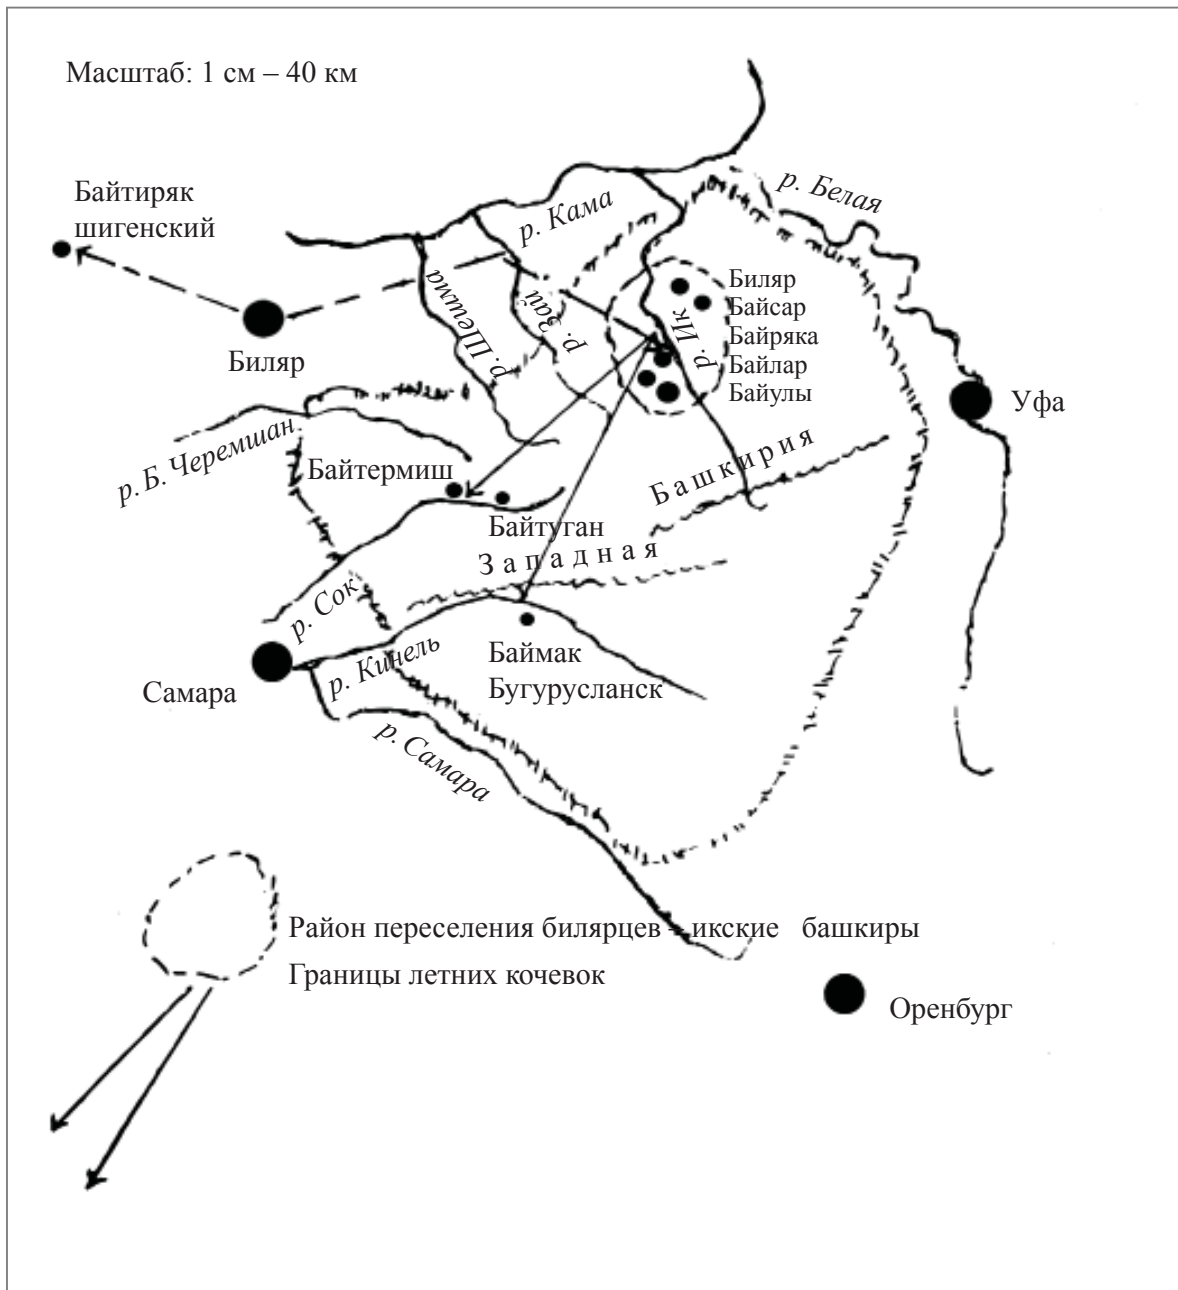 Масштаб: 1 см – 40 км
Байтиряк
шигенский
р. Белая
р. Кама
Биляр
Байсар
Байряка
Байлар
Байулы
р. Шешма
р. Зай
р. Ик
Биляр
Уфа
р. Б. Черемшан
Байтермиш
Башкирия
Байтуган
Западная
р. Сок
р. Кинель
Баймак
Бугурусланск
Самара
р. Самара
Район переселения билярцев – икские башкиры
Границы летних кочевок
Оренбург